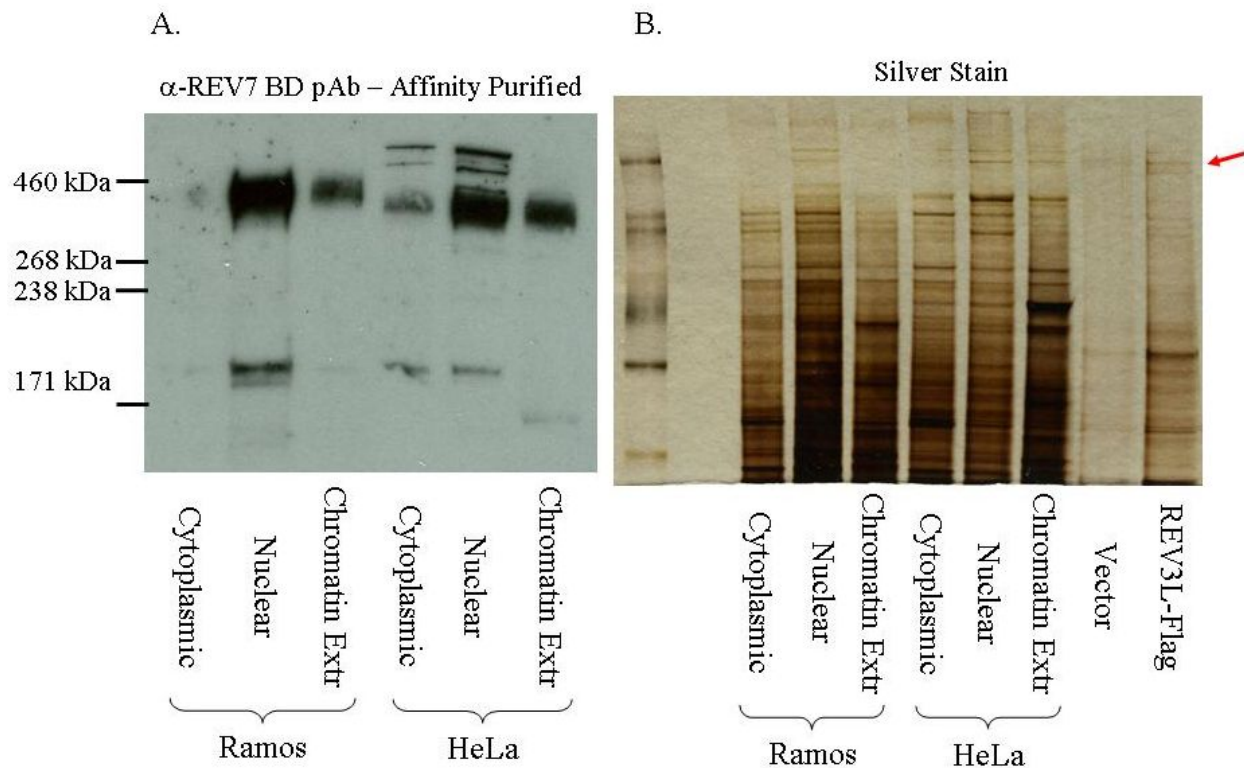 A.
α-REV7 BD pAb – Affinity Purified
460 kDa
268 kDa
238 kDa
171 kDa
Cytoplasmic
Nuclear
Chromatin Extr
Cytoplasmic
Nuclear
Chromatin Extr
Ramos
HeLa
B.
Silver Stain
Cytoplasmic
Nuclear
Chromatin Extr
Cytoplasmic
Nuclear
Chromatin Extr
Vector
REV3L-Flag
Ramos
HeLa